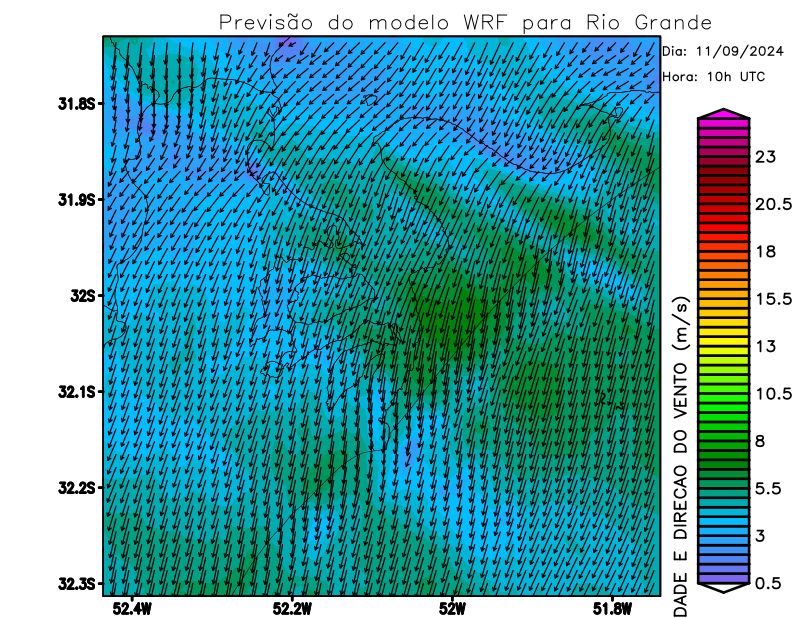 Previsão do modelo WRF para Rio Grande
Dia: 11/09/2024
Hora: 10h UTC
31.8S
31.9S
32S
32.1S
32.2S
32.3S
52.4W
52.2W
52W
51.8W
23
20.5
18
15.5
13
10.5
8
5.5
3
0.5
DADE E DIRECAO DO VENTO (m/s)